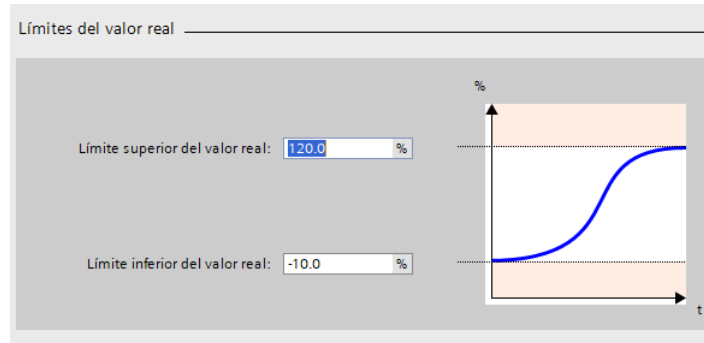 Límites del valor real
%
Límite superior del valor real: 120.0 %
Límite inferior del valor real: -10.0 %
t